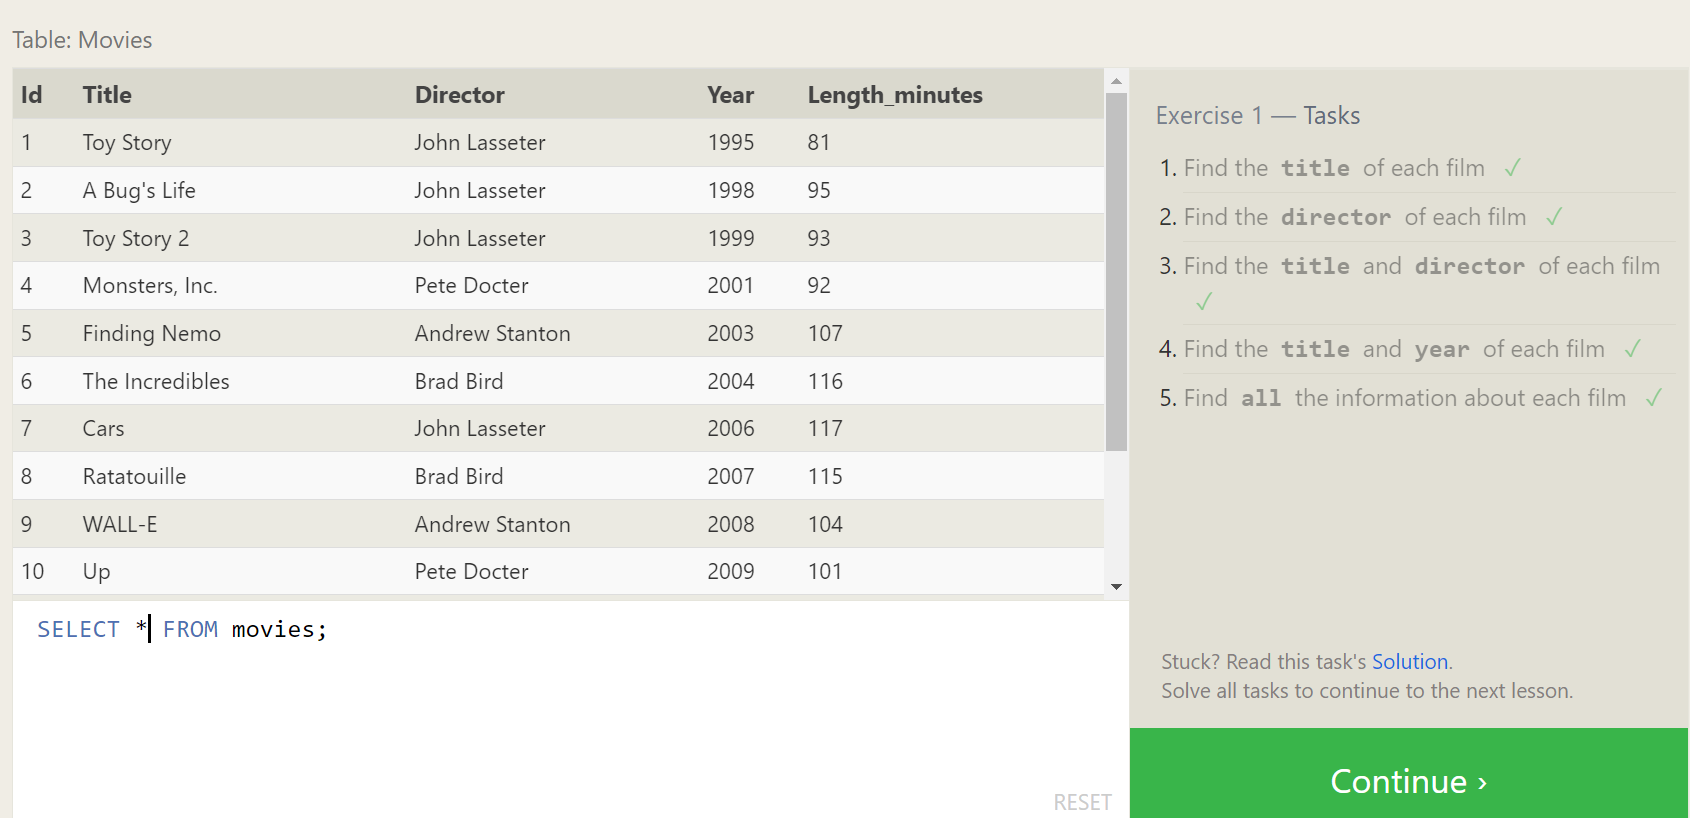 Table: Movies
Id Title Director Year Length_minutes
1 Toy Story John Lasseter 1995 81
2 A Bug's Life John Lasseter 1998 95
3 Toy Story 2 John Lasseter 1999 93
4 Monsters, Inc. Pete Docter 2001 92
5 Finding Nemo Andrew Stanton 2003 107
6 The Incredibles Brad Bird 2004 116
7 Cars John Lasseter 2006 117
8 Ratatouille Brad Bird 2007 115
9 WALL-E Andrew Stanton 2008 104
10 Up Pete Docter 2009 101
SELECT * FROM movies;
RESET
Exercise 1 — Tasks
1. Find the title of each film ✓
2. Find the director of each film ✓
3. Find the title and director of each film
✓
4. Find the title and year of each film ✓
5. Find all the information about each film ✓
Stuck? Read this task's Solution.
Solve all tasks to continue to the next lesson.
Continue ›